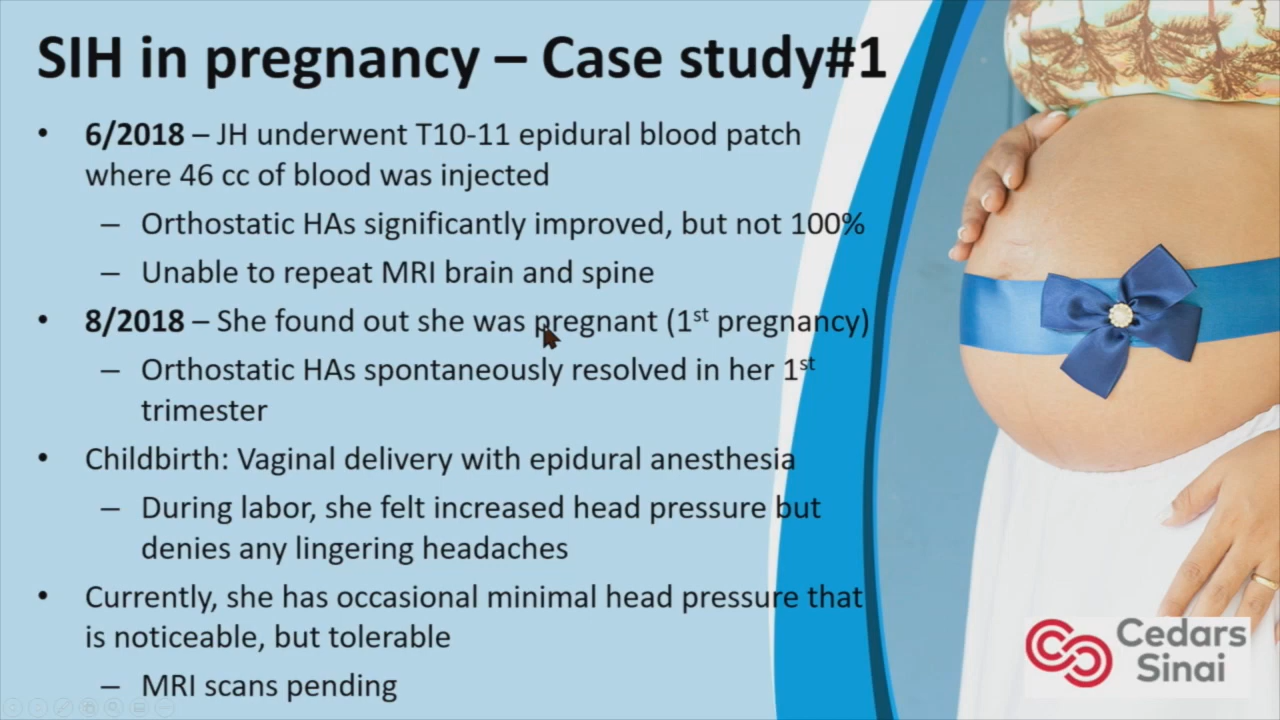 SIH in pregnancy – Case study#1
• 6/2018 – JH underwent T10-11 epidural blood patch
where 46 cc of blood was injected
– Orthostatic HAs significantly improved, but not 100%
– Unable to repeat MRI brain and spine
• 8/2018 – She found out she was pregnant (1st pregnancy)
– Orthostatic HAs spontaneously resolved in her 1st
trimester
• Childbirth: Vaginal delivery with epidural anesthesia
– During labor, she felt increased head pressure but
denies any lingering headaches
• Currently, she has occasional minimal head pressure that
is noticeable, but tolerable
– MRI scans pending
Cedars
Sinai